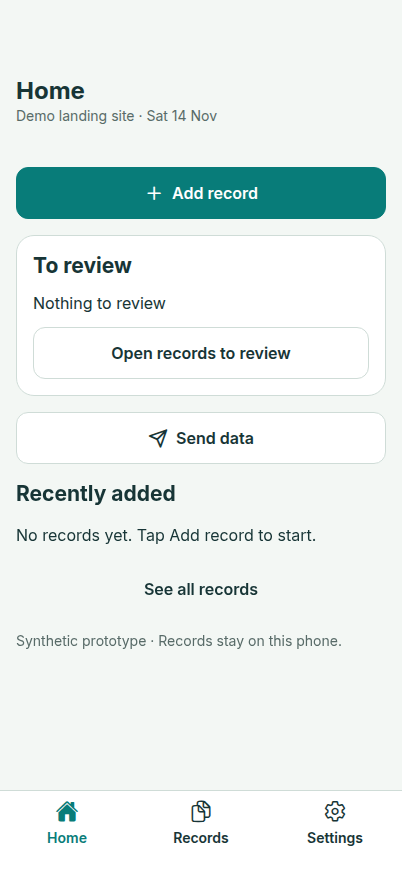 Home
Demo landing site · Sat 14 Nov
Add record
To review
Nothing to review
Open records to review
Send data
Recently added
No records yet. Tap Add record to start.
See all records
Synthetic prototype · Records stay on this phone.
Home
Records
Settings